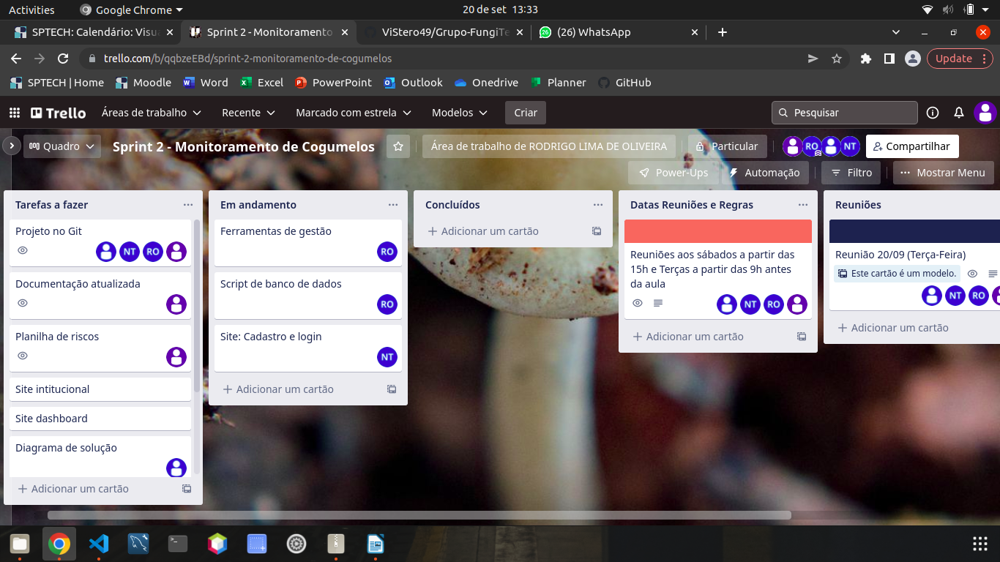 Activities
Google Chrome
20 de set 13:33
SPTECH: Calendário: Visu
Sprint 2 - Monitoramento
ViStero49/Grupo-FungiTe
(26) WhatsApp
trello.com/b/qqbzeEBd/sprint-2-monitoramento-de-cogumelos
Update
SPTECH | Home
Moodle
Word
Excel
PowerPoint
Outlook
Onedrive
Planner
GitHub
Trello
Áreas de trabalho
Recente
Marcado com estrela
Modelos
Criar
Pesquisar
Quadro
Sprint 2 - Monitoramento de Cogumelos
Área de trabalho de RODRIGO LIMA DE OLIVEIRA
Particular
RO
NT
Compartilhar
Power-Ups
Automação
Filtro
Mostrar Menu
Tarefas a fazer
Projeto no Git
NT
RO
Documentação atualizada
Planilha de riscos
Site intitucional
Site dashboard
Diagrama de solução
Adicionar um cartão
Em andamento
Ferramentas de gestão
RO
Script de banco de dados
RO
Site: Cadastro e login
NT
Adicionar um cartão
Concluídos
Adicionar um cartão
Datas Reuniões e Regras
Reuniões aos sábados a partir das
15h e Terças a partir das 9h antes
da aula
NT
RO
Adicionar um cartão
Reuniões
Reunião 20/09 (Terça-Feira)
Este cartão é um modelo.
NT
RO
Adicionar um cartão